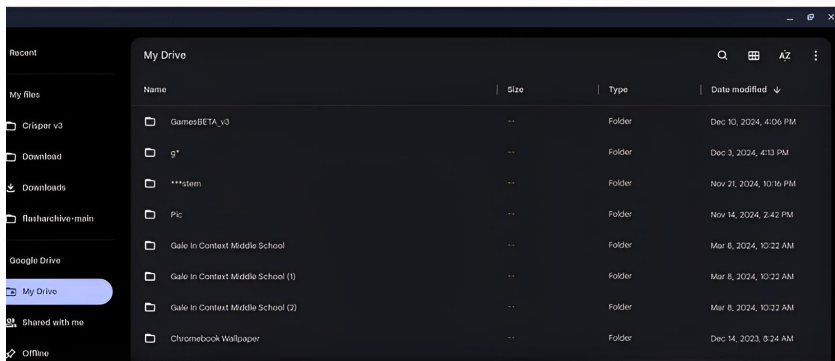 Recent
My files
Crisper v3
Download
Downloads
flasharchive-main
Google Drive
My Drive
Shared with me
Offline
My Drive
Name Size Type Date modified
GamesBETA_v3 -- Folder Dec 10, 2024, 4:06 PM
g* -- Folder Dec 3, 2024, 4:13 PM
***stem -- Folder Nov 21, 2024, 10:16 PM
Pic -- Folder Nov 14, 2024, 2:42 PM
Gale In Context Middle School -- Folder Mar 8, 2024, 10:22 AM
Gale In Context Middle School (1) -- Folder Mar 8, 2024, 10:22 AM
Gale In Context Middle School (2) -- Folder Mar 8, 2024, 10:22 AM
Chromebook Wallpaper -- Folder Dec 14, 2023, 8:24 AM